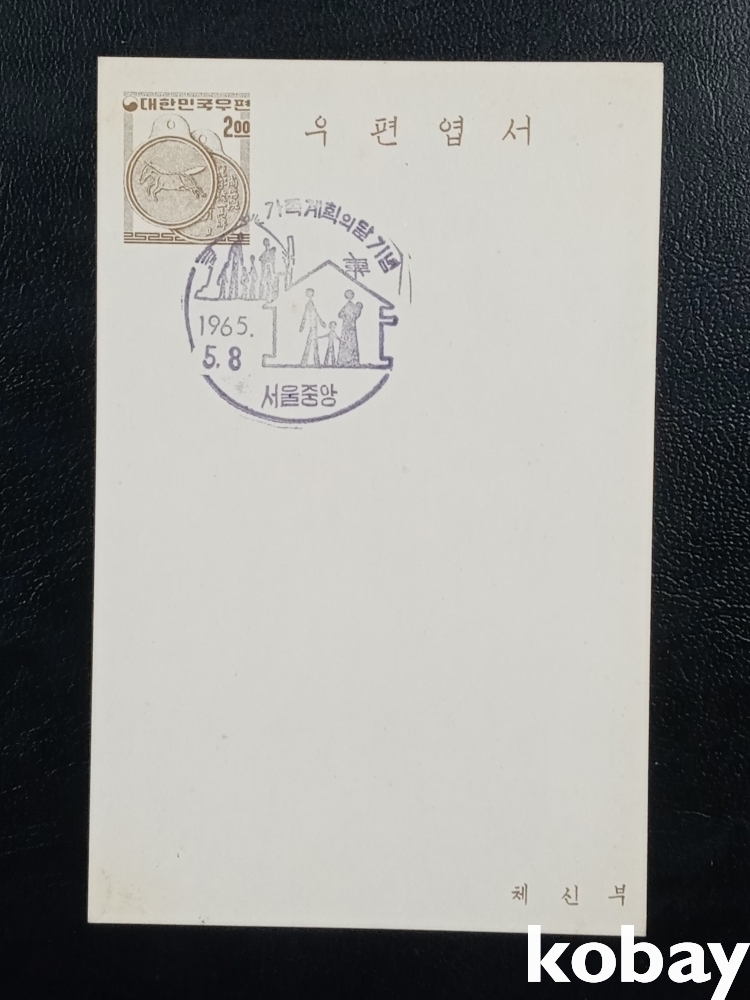 대한민국우편
2.00
우편엽서
가족계획의달 기념
1965.
5.8
서울중앙
체신부
kobay